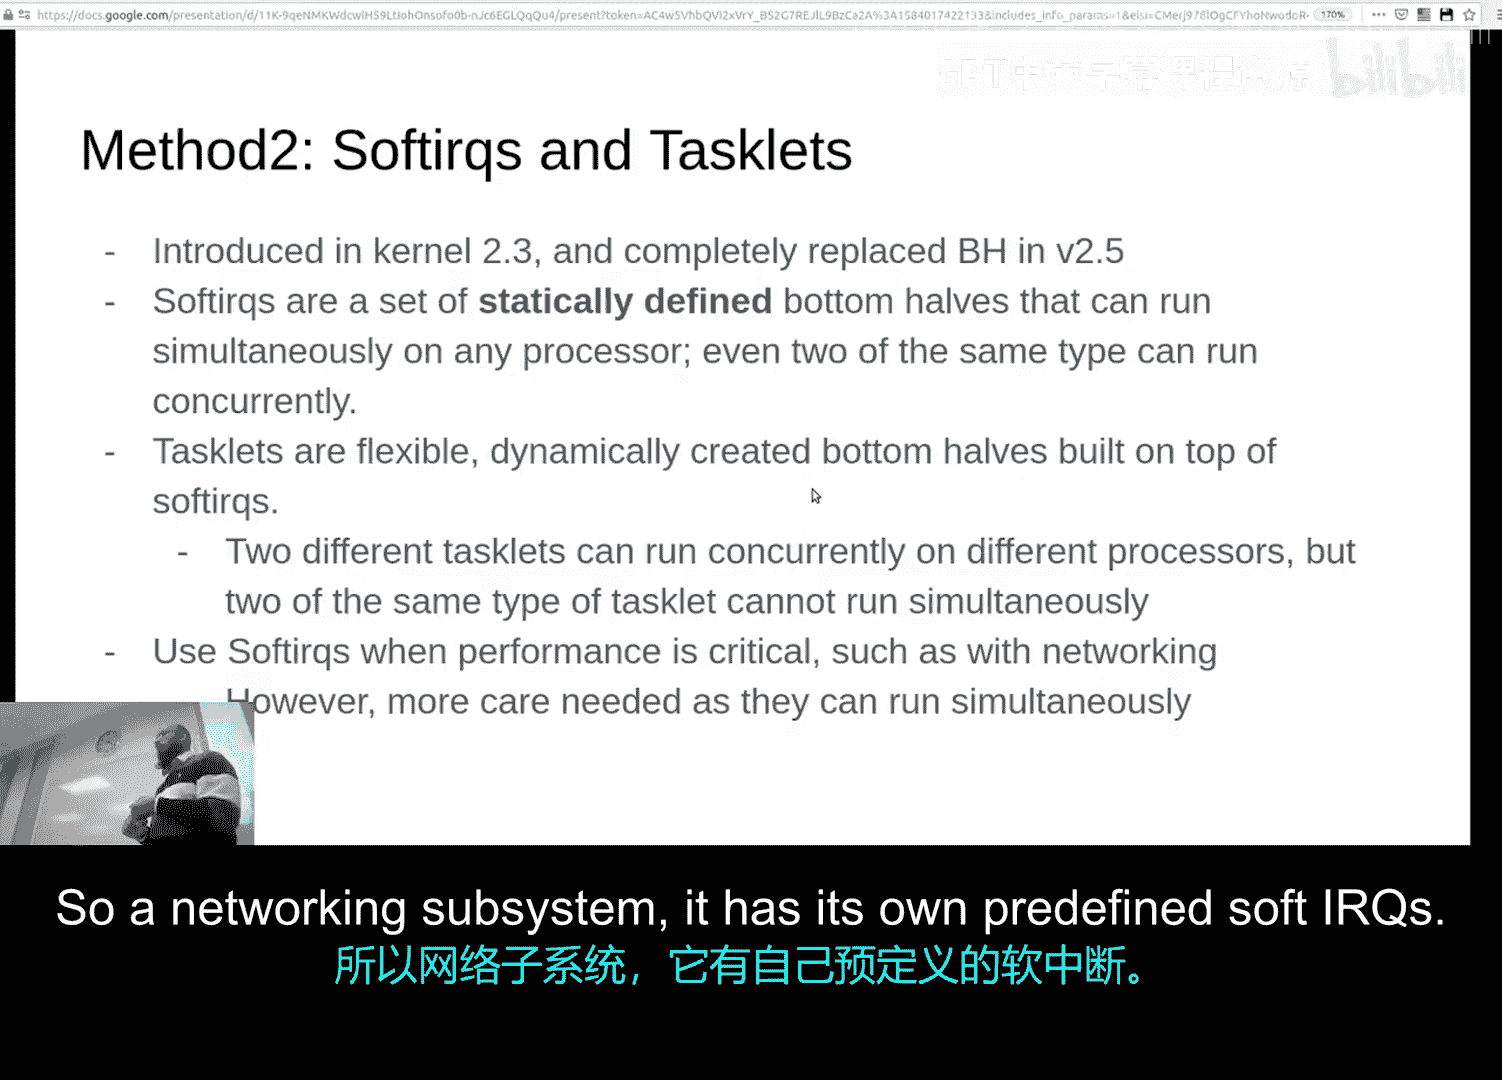 170%
bilibili
Method2: Softirqs and Tasklets
- Introduced in kernel 2.3, and completely replaced BH in v2.5
- Softirqs are a set of statically defined bottom halves that can run
simultaneously on any processor; even two of the same type can run
concurrently.
- Tasklets are flexible, dynamically created bottom halves built on top of
softirqs.
- Two different tasklets can run concurrently on different processors, but
two of the same type of tasklet cannot run simultaneously
- Use Softirqs when performance is critical, such as with networking
However, more care needed as they can run simultaneously
So a networking subsystem, it has its own predefined soft IRQs.
所以网络子系统，它有自己预定义的软中断。